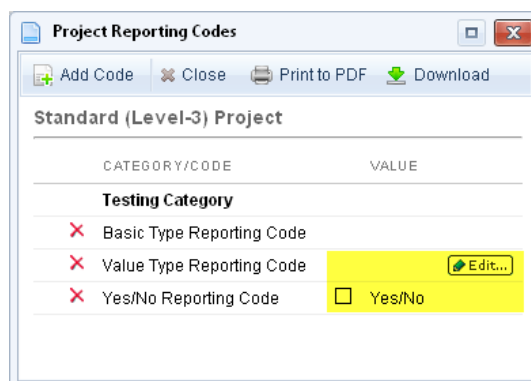 Project Reporting Codes
Add Code Close Print to PDF Download
Standard (Level-3) Project
CATEGORY/CODE VALUE
Testing Category
Basic Type Reporting Code
Value Type Reporting Code Edit...
Yes/No Reporting Code Yes/No